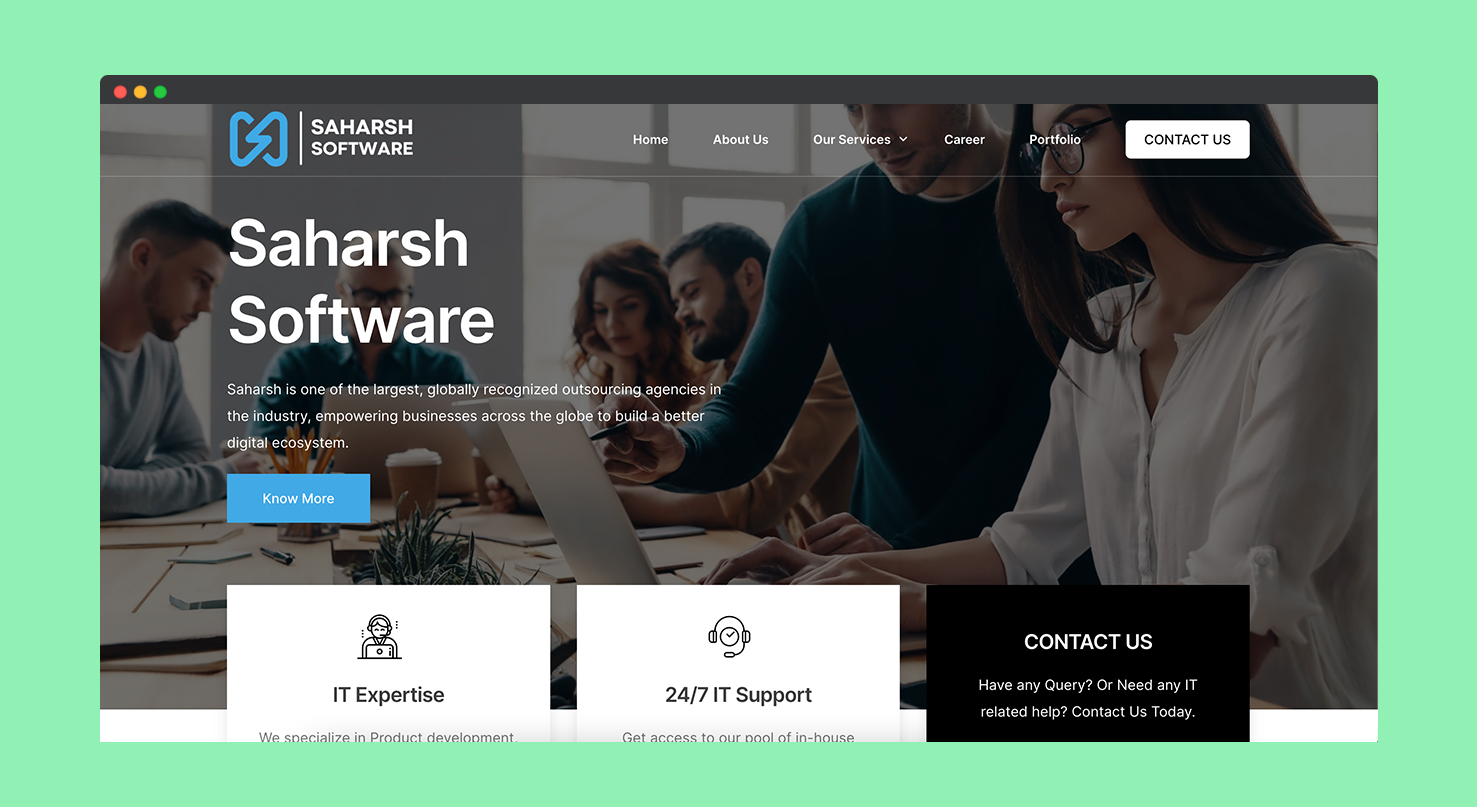 SAHARSH
SOFTWARE
Home
About Us
Our Services
Career
Portfolio
CONTACT US
Saharsh
Software
Saharsh is one of the largest, globally recognized outsourcing agencies in
the industry, empowering businesses across the globe to build a better
digital ecosystem.
Know More
IT Expertise
We specialize in Product development,
24/7 IT Support
Get access to our pool of in-house
CONTACT US
Have any Query? Or Need any IT
related help? Contact Us Today.